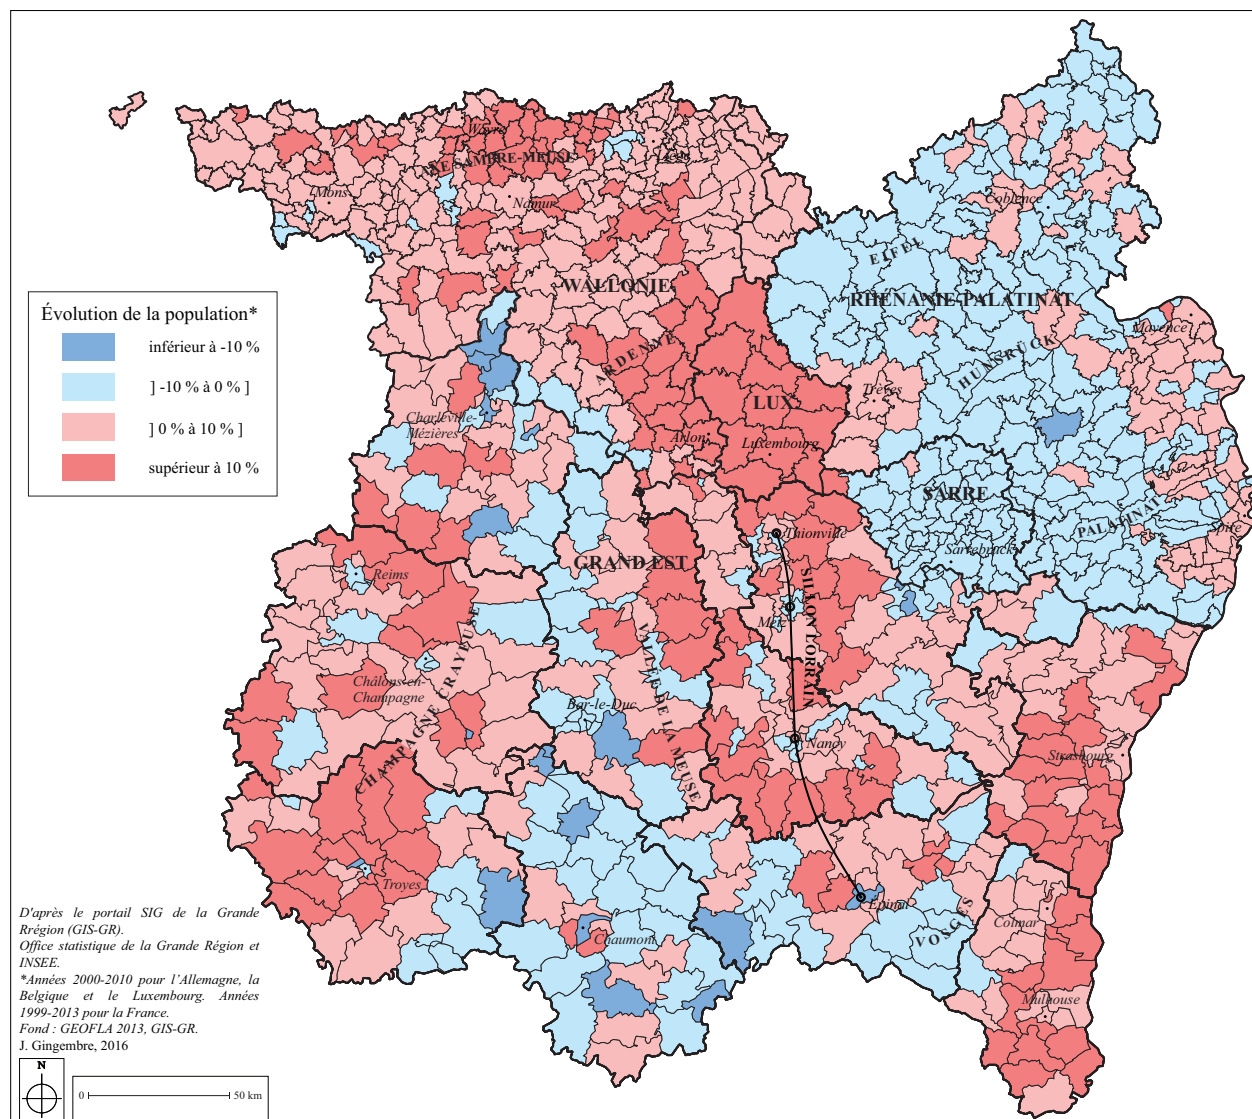 Wavre
AXE SAMBRE-MEUSE
Liège
Mons
Namur
Coblence
EIFEL
WALLONIE
RHÉNANIE-PALATINAT
Évolution de la population*
inférieur à -10 %
] -10 % à 0 % ]
] 0 % à 10 % ]
supérieur à 10 %
Mayence
HUNSRÜCK
ARDENNE
Trèves
LUX.
Charleville-
Mézières
Arlon
Luxembourg
SARRE
PALATINAT
Spire
Thionville
Sarrebruck
GRAND EST
Reims
SILLON LORRAIN
Metz
VALLÉE DE LA MEUSE
Châlons-en-
Champagne
CHAMPAGNE CRAYEUSE
Bar-le-Duc
Nancy
Strasbourg
Troyes
Épinal
VOSGES
Colmar
Chaumont
Mulhouse
D'après le portail SIG de la Grande
Rrégion (GIS-GR).
Office statistique de la Grande Région et
INSEE.
*Années 2000-2010 pour l'Allemagne, la
Belgique et le Luxembourg. Années
1999-2013 pour la France.
Fond : GEOFLA 2013, GIS-GR.
J. Gingembre, 2016
N
0 50 km